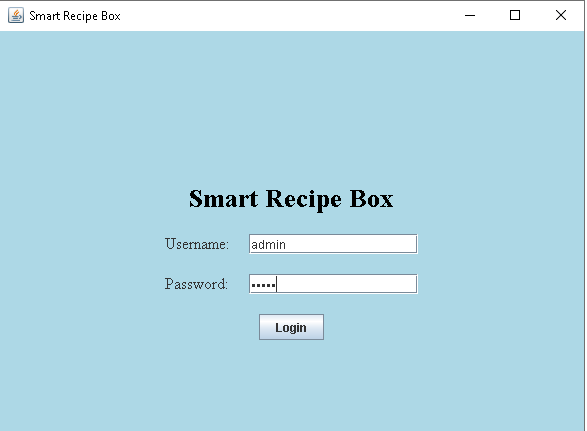 Smart Recipe Box
Smart Recipe Box
Username: admin
Password: •••••
Login